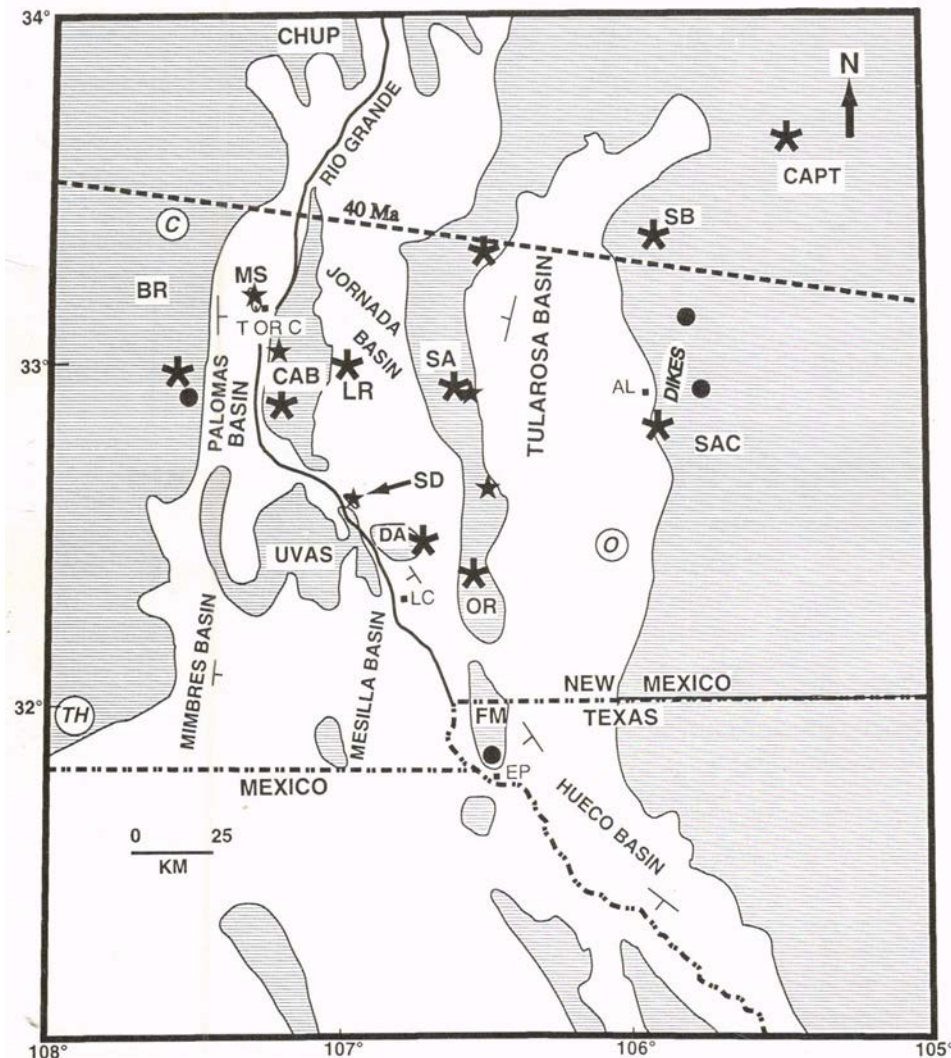 34°
CHUP
N
RIO GRANDE
CAPT
40 Ma
C
SB
BR
MS
JORNADA
BASIN
T OR C
TULAROSA BASIN
33°
PALOMAS
BASIN
CAB
LR
SA
AL
DIKES
SAC
SD
DA
UVAS
O
LC
OR
MIMBRES BASIN
MESILLA BASIN
NEW MEXICO
32°
TH
FM
TEXAS
EP
MEXICO
HUECO BASIN
0 25
KM
108° 107° 106° 105°